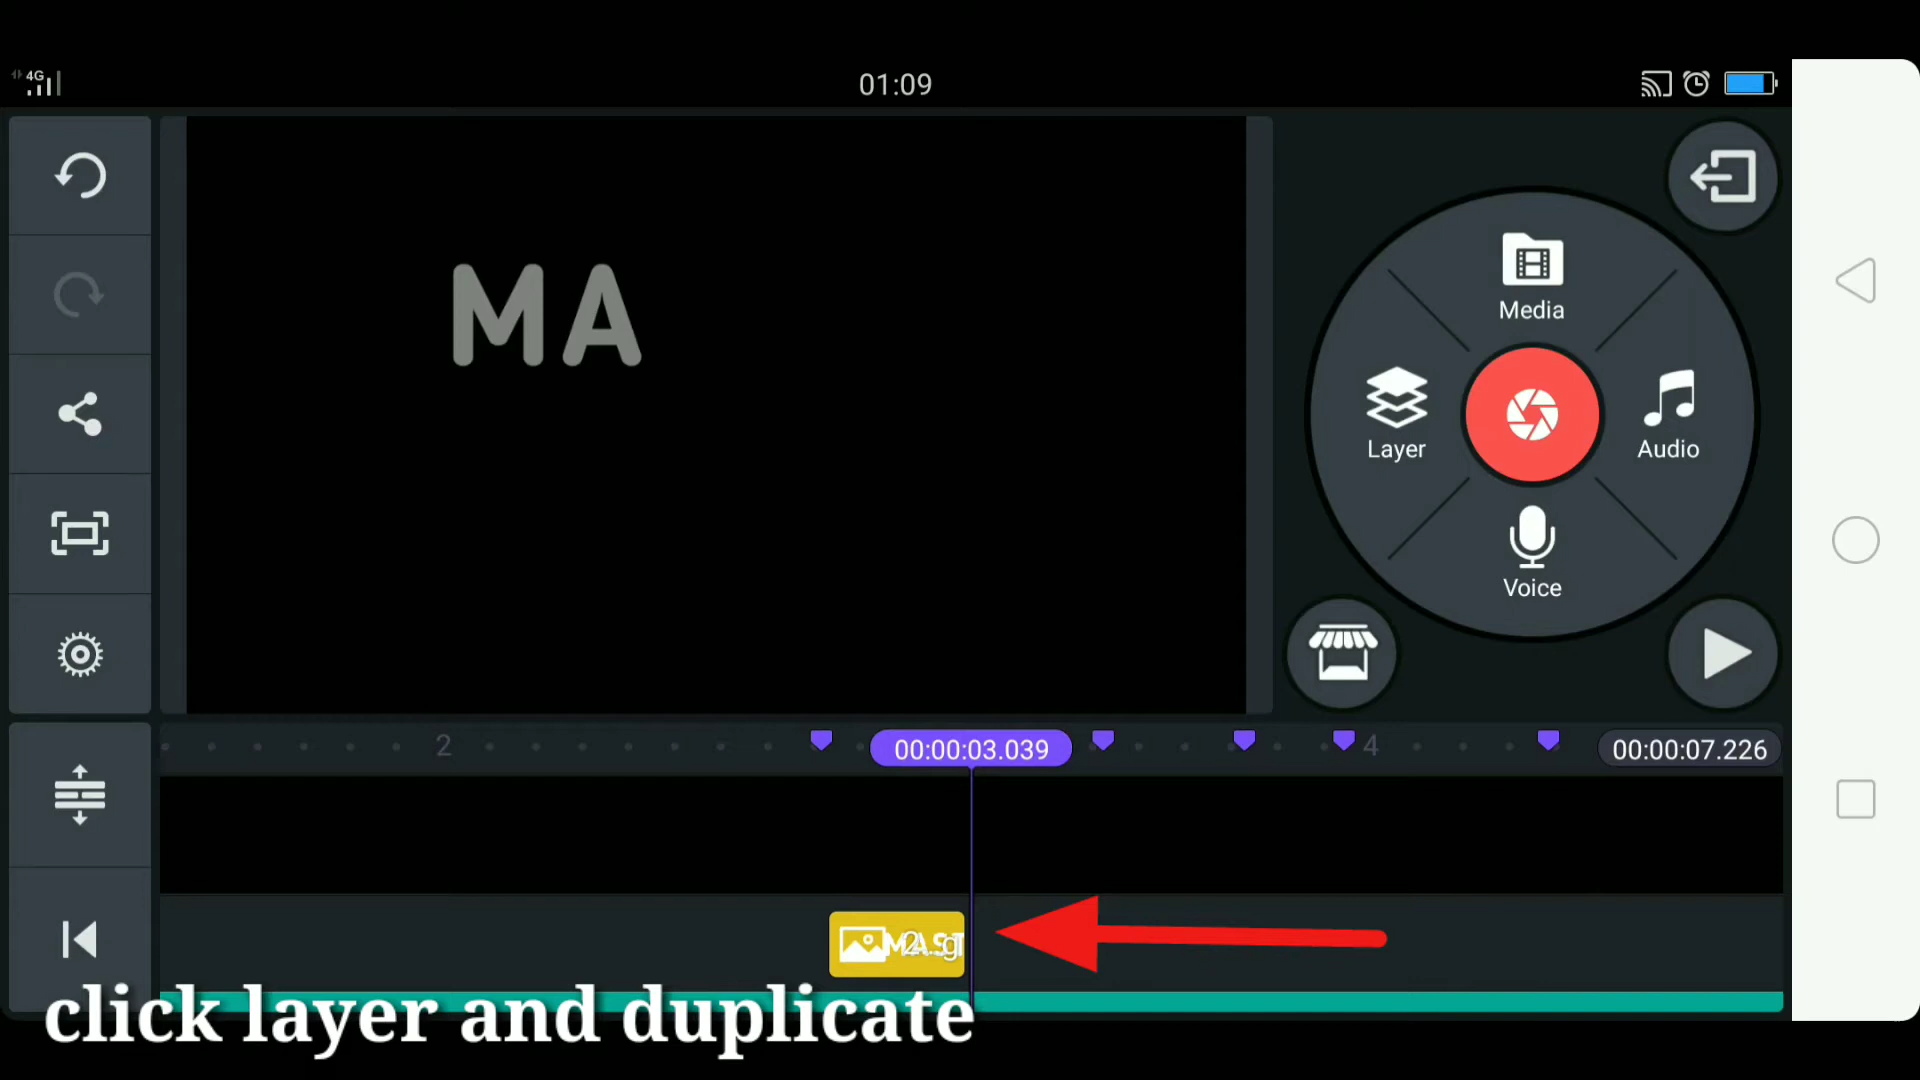 4G
01:09
MA
Media
Layer
Audio
Voice
2
00:00:03.039
4
00:00:07.226
click layer and duplicate